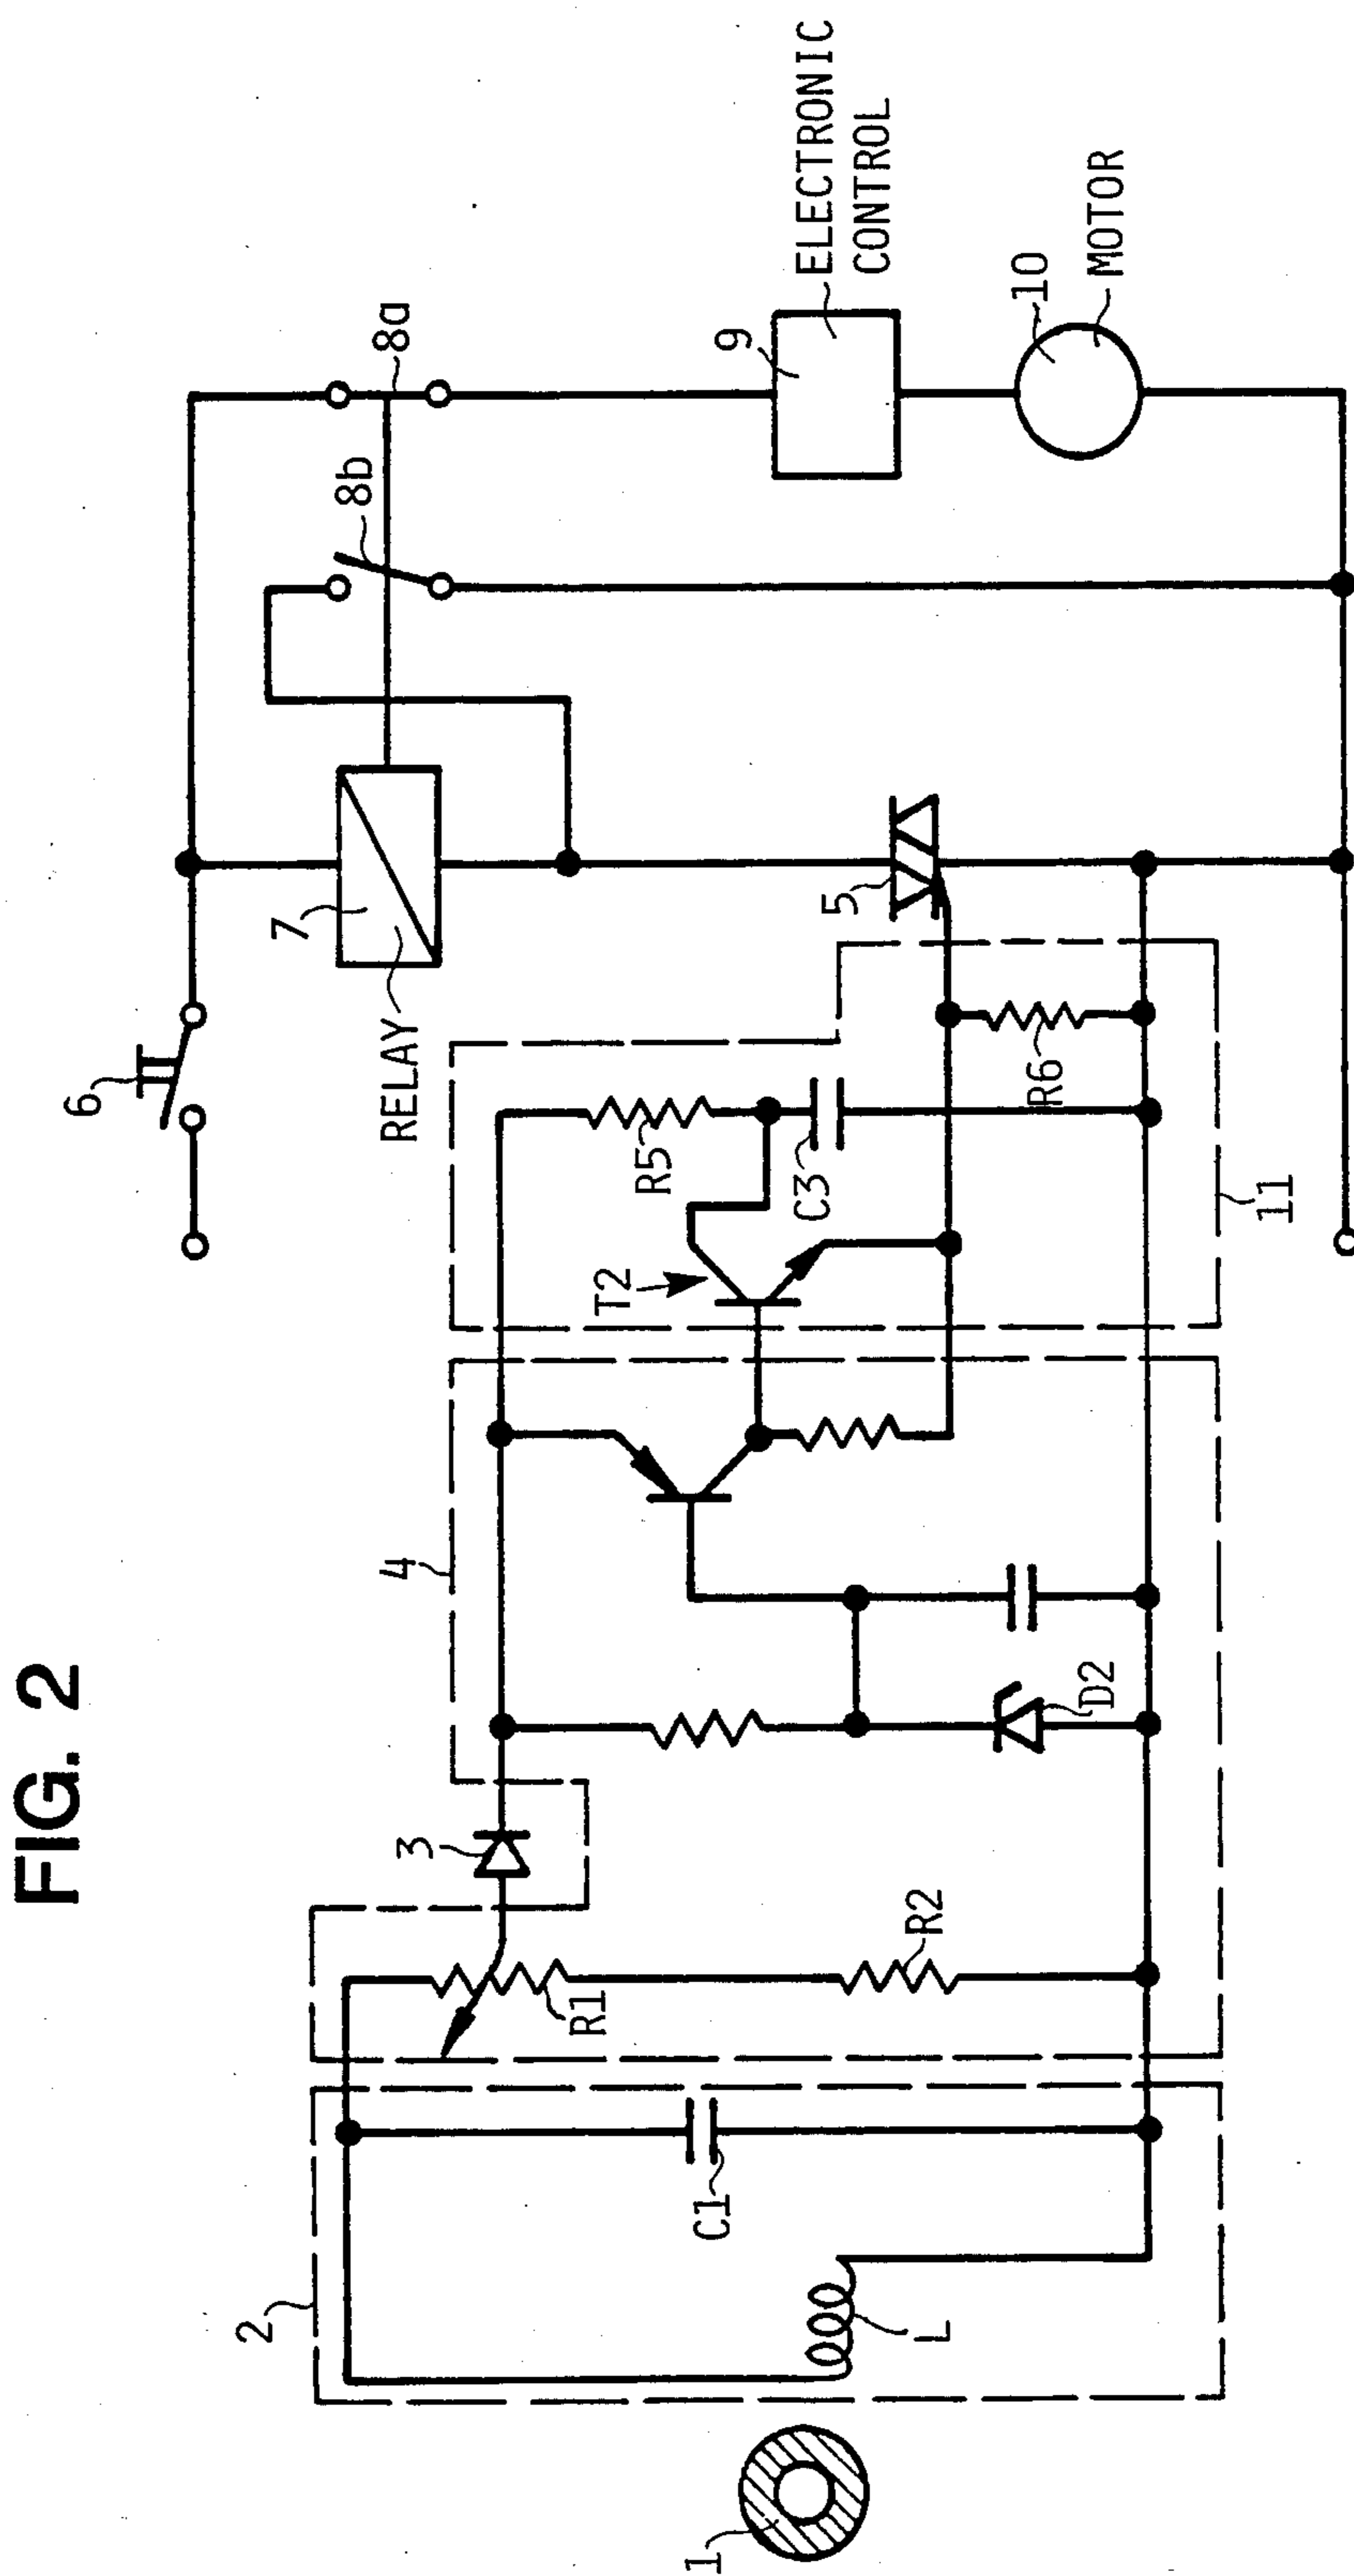 FIG. 2
1
2
L
C1
R1
R2
3
4
D2
T2
R5
C3
R6
11
5
6
7
RELAY
8b
8a
9
ELECTRONIC
CONTROL
10
MOTOR